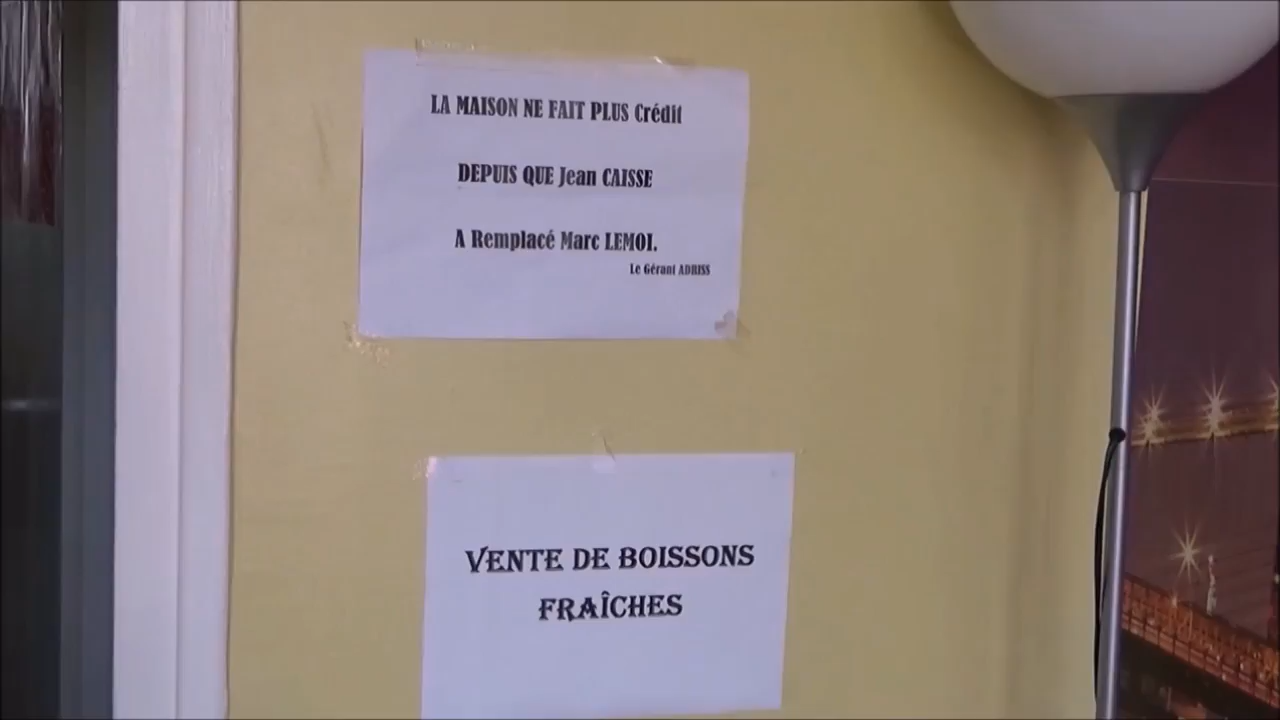 LA MAISON NE FAIT PLUS Crédit
DEPUIS QUE Jean CAISSE
A Remplacé Marc LEMOI.
Le Gérant ADRISS
VENTE DE BOISSONS
FRAÎCHES